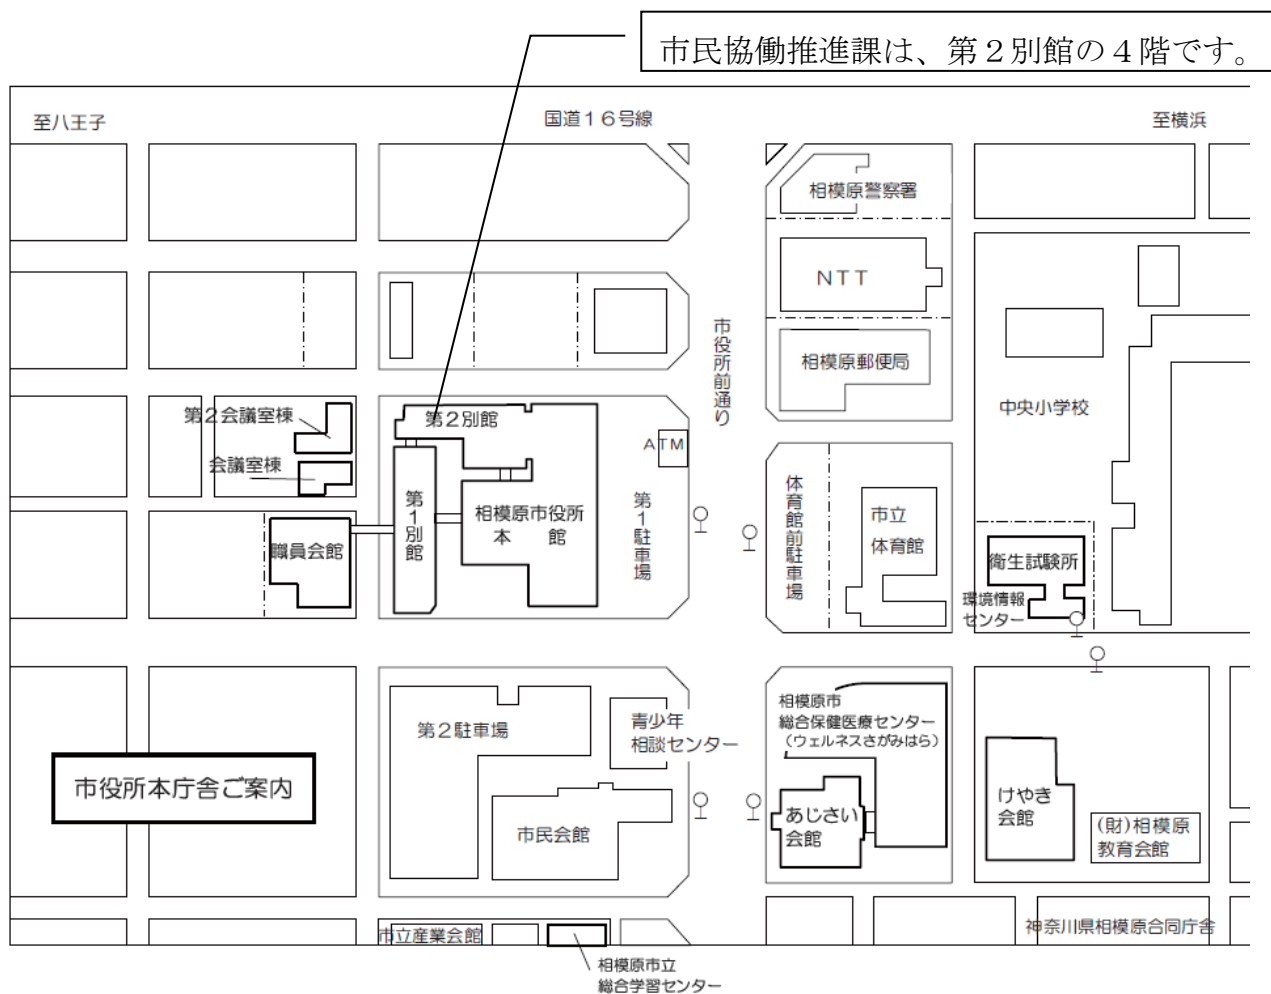 市民協働推進課は、第２別館の４階です。
至八王子
国道１６号線
至横浜
相模原警察署
ＮＴＴ
市役所前通り
相模原郵便局
中央小学校
第２会議室棟
会議室棟
第２別館
ＡＴＭ
第１別館
相模原市役所
本　館
第１駐車場
体育館前駐車場
市立
体育館
職員会館
衛生試験所
環境情報
センター
第２駐車場
青少年
相談センター
相模原市
総合保健医療センター
（ウェルネスさがみはら）
市役所本庁舎ご案内
市民会館
あじさい
会館
けやき
会館
(財)相模原
教育会館
市立産業会館
神奈川県相模原合同庁舎
相模原市立
総合学習センター